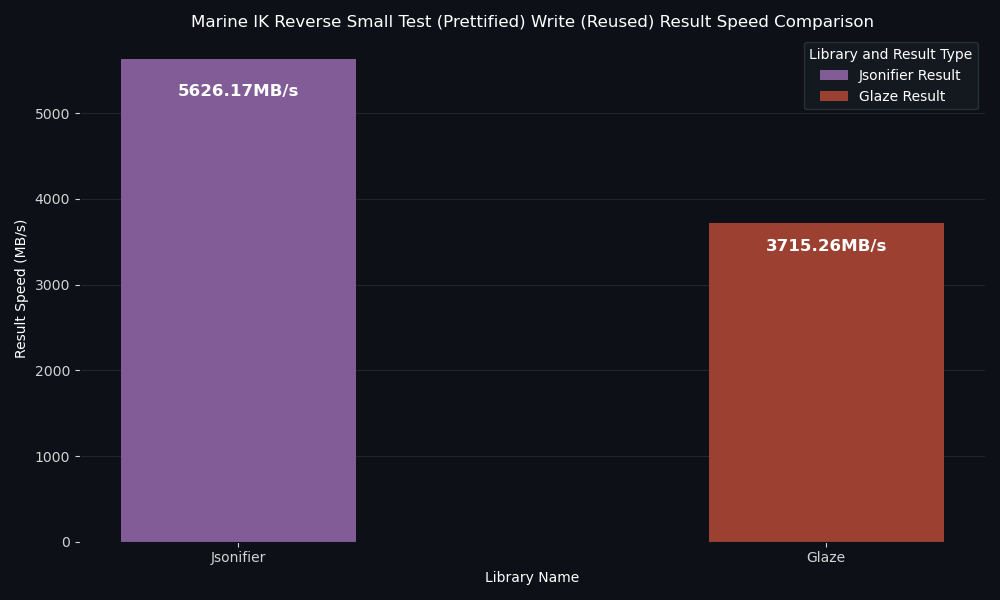 Marine IK Reverse Small Test (Prettified) Write (Reused) Result Speed Comparison
Library and Result Type
Jsonifier Result
Glaze Result
5626.17MB/s
3715.26MB/s
Result Speed (MB/s)
5000
4000
3000
2000
1000
0
Jsonifier
Glaze
Library Name